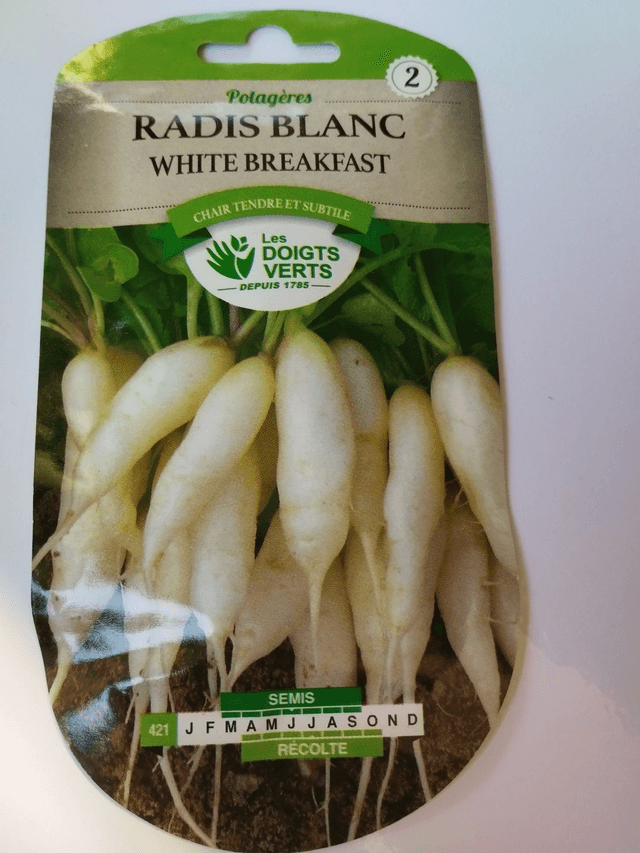 2
Potagères
RADIS BLANC
WHITE BREAKFAST
CHAIR TENDRE ET SUBTILE
Les
DOIGTS
VERTS
DEPUIS 1785
SEMIS
421 J F M A M J J A S O N D
RÉCOLTE